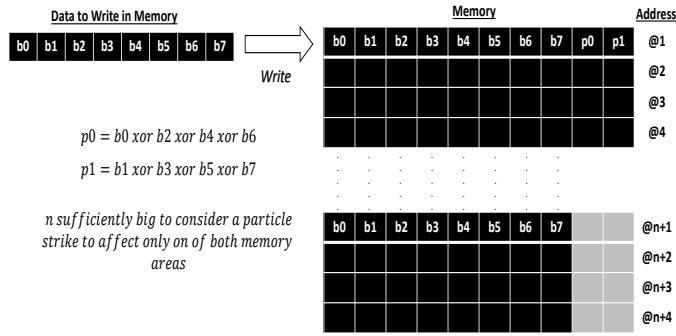 Data to Write in Memory
Memory
Address
b0 b1 b2 b3 b4 b5 b6 b7
b0 b1 b2 b3 b4 b5 b6 b7 p0 p1 @1
Write
@2
@3
@4
p0 = b0 xor b2 xor b4 xor b6
p1 = b1 xor b3 xor b5 xor b7
n sufficiently big to consider a particle
strike to affect only on of both memory
areas
b0 b1 b2 b3 b4 b5 b6 b7 @n+1
@n+2
@n+3
@n+4